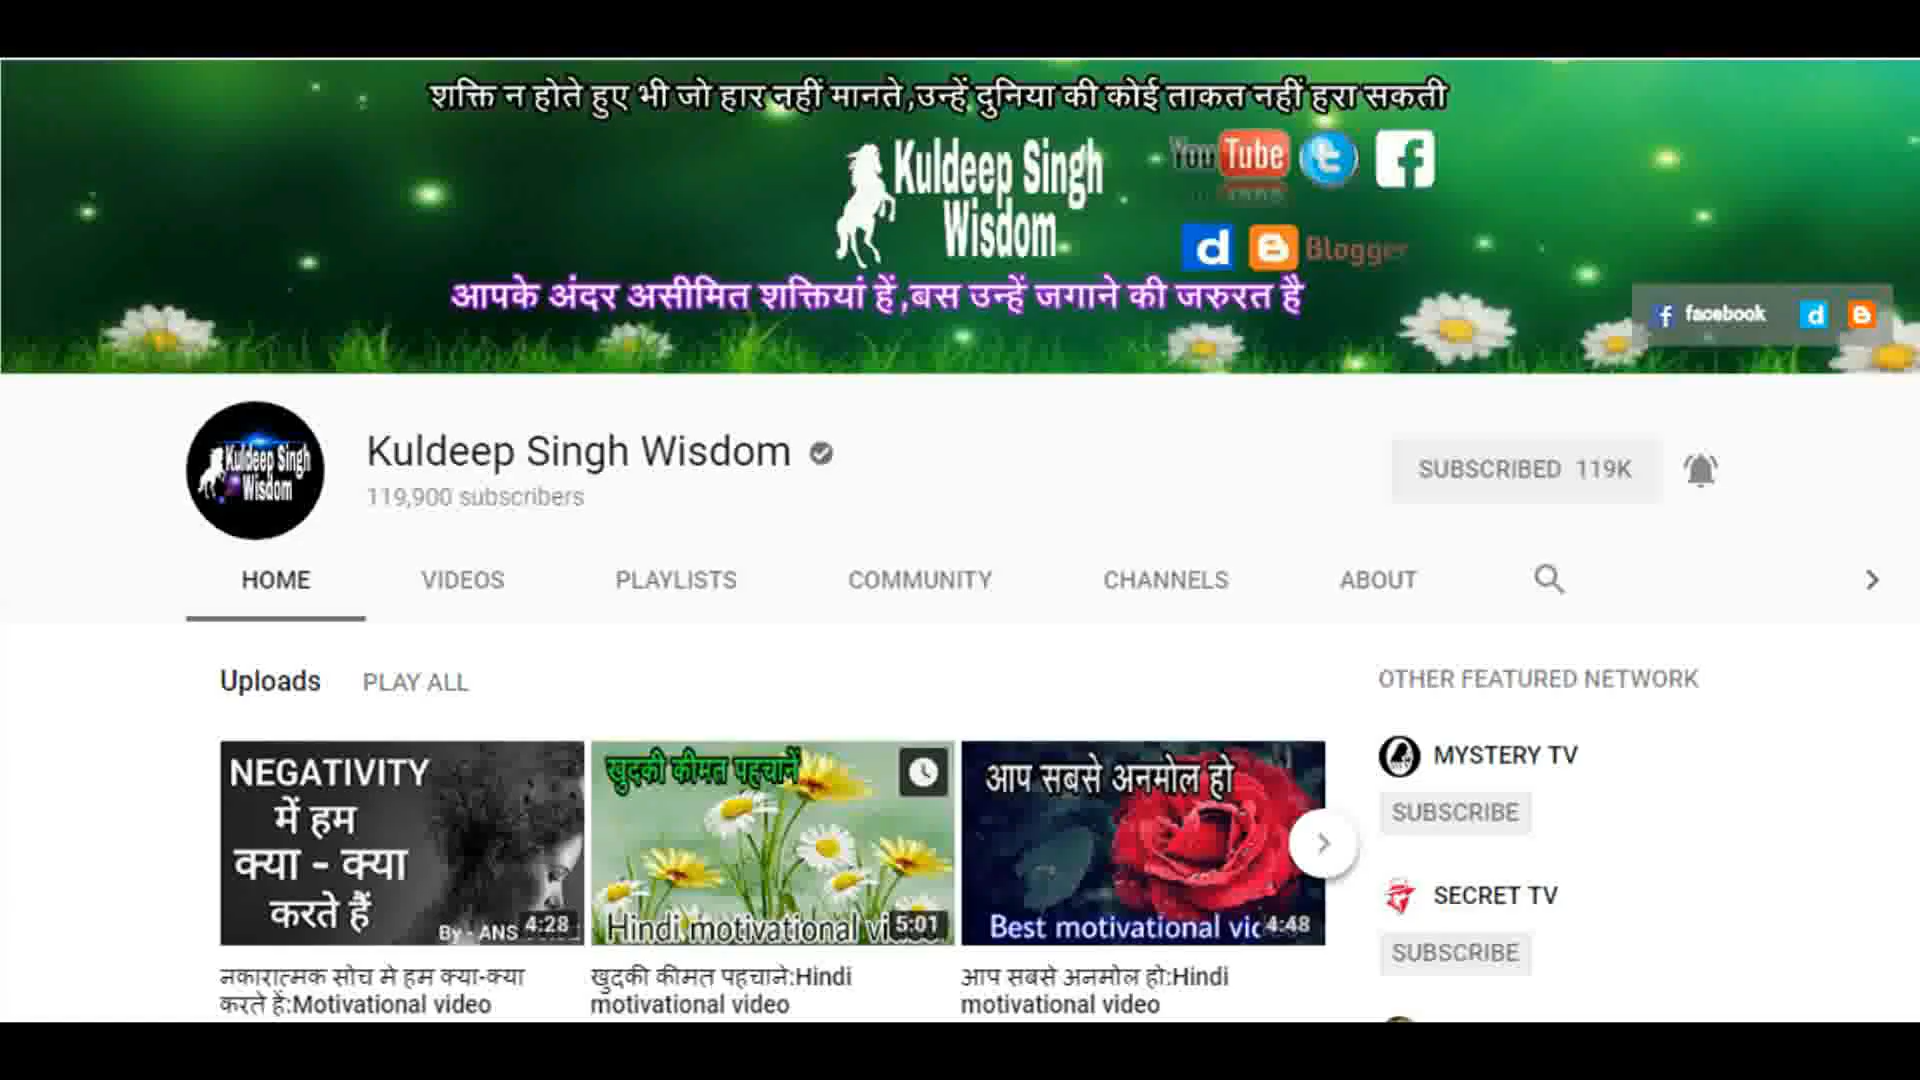 शक्ति न होते हुए भी जो हार नहीं मानते,उन्हें दुनिया की कोई ताकत नहीं हरा सकती
Kuldeep Singh
Wisdom
YouTube
Blogger
आपके अंदर असीमित शक्तियां हें,बस उन्हें जगाने की जरुरत है
facebook
Kuldeep Singh
Wisdom
Kuldeep Singh Wisdom
119,900 subscribers
SUBSCRIBED 119K
HOME VIDEOS PLAYLISTS COMMUNITY CHANNELS ABOUT
Uploads PLAY ALL
OTHER FEATURED NETWORK
NEGATIVITY
में हम
क्या - क्या
करते हैं
By - ANS
4:28
खुदकी कीमत पहचानें
Hindi motivational vi
5:01
आप सबसे अनमोल हो
Best motivational vic
4:48
नकारात्मक सोच मे हम क्या-क्या
करते हें:Motivational video
खुदकी कीमत पहचाने:Hindi
motivational video
आप सबसे अनमोल हो:Hindi
motivational video
MYSTERY TV
SUBSCRIBE
SECRET TV
SUBSCRIBE